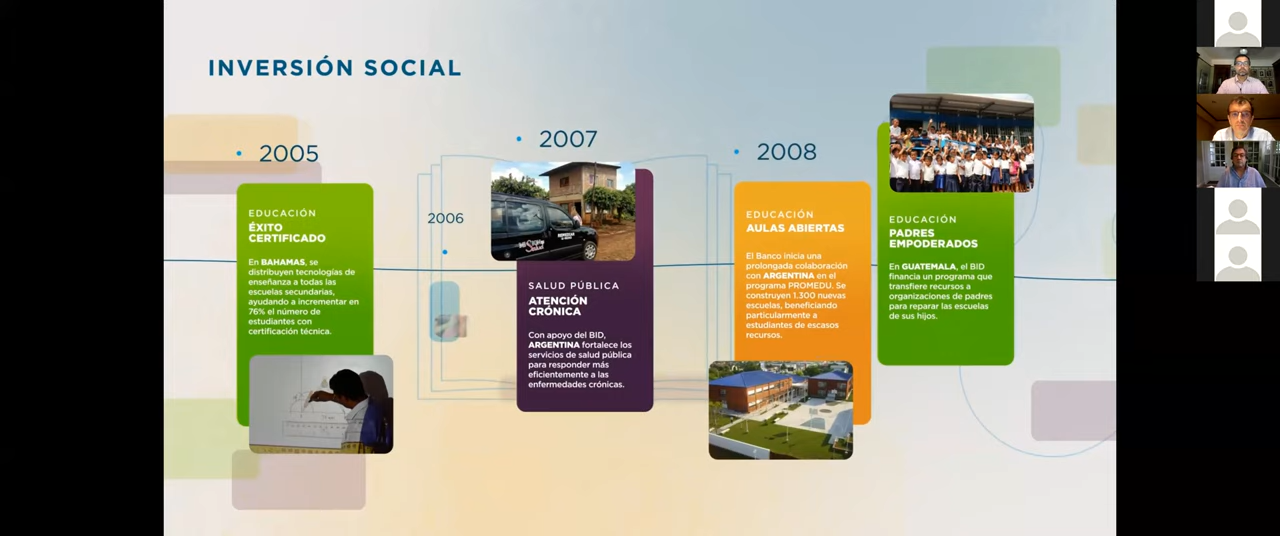 INVERSIÓN SOCIAL
2005
EDUCACIÓN
ÉXITO
CERTIFICADO
En BAHAMAS, se
distribuyen tecnologías de
enseñanza a todas las
escuelas secundarias,
ayudando a incrementar en
76% el número de
estudiantes con
certificación técnica.
2006
2007
SALUD PÚBLICA
ATENCIÓN
CRÓNICA
Con apoyo del BID,
ARGENTINA fortalece los
servicios de salud pública
para responder más
eficientemente a las
enfermedades crónicas.
2008
EDUCACIÓN
AULAS ABIERTAS
El Banco inicia una
prolongada colaboración
con ARGENTINA en el
programa PROMEDU. Se
construyen 1.300 nuevas
escuelas, beneficiando
particularmente a
estudiantes de escasos
recursos.
EDUCACIÓN
PADRES
EMPODERADOS
En GUATEMALA, el BID
financia un programa que
transfiere recursos a
organizaciones de padres
para reparar las escuelas
de sus hijos.